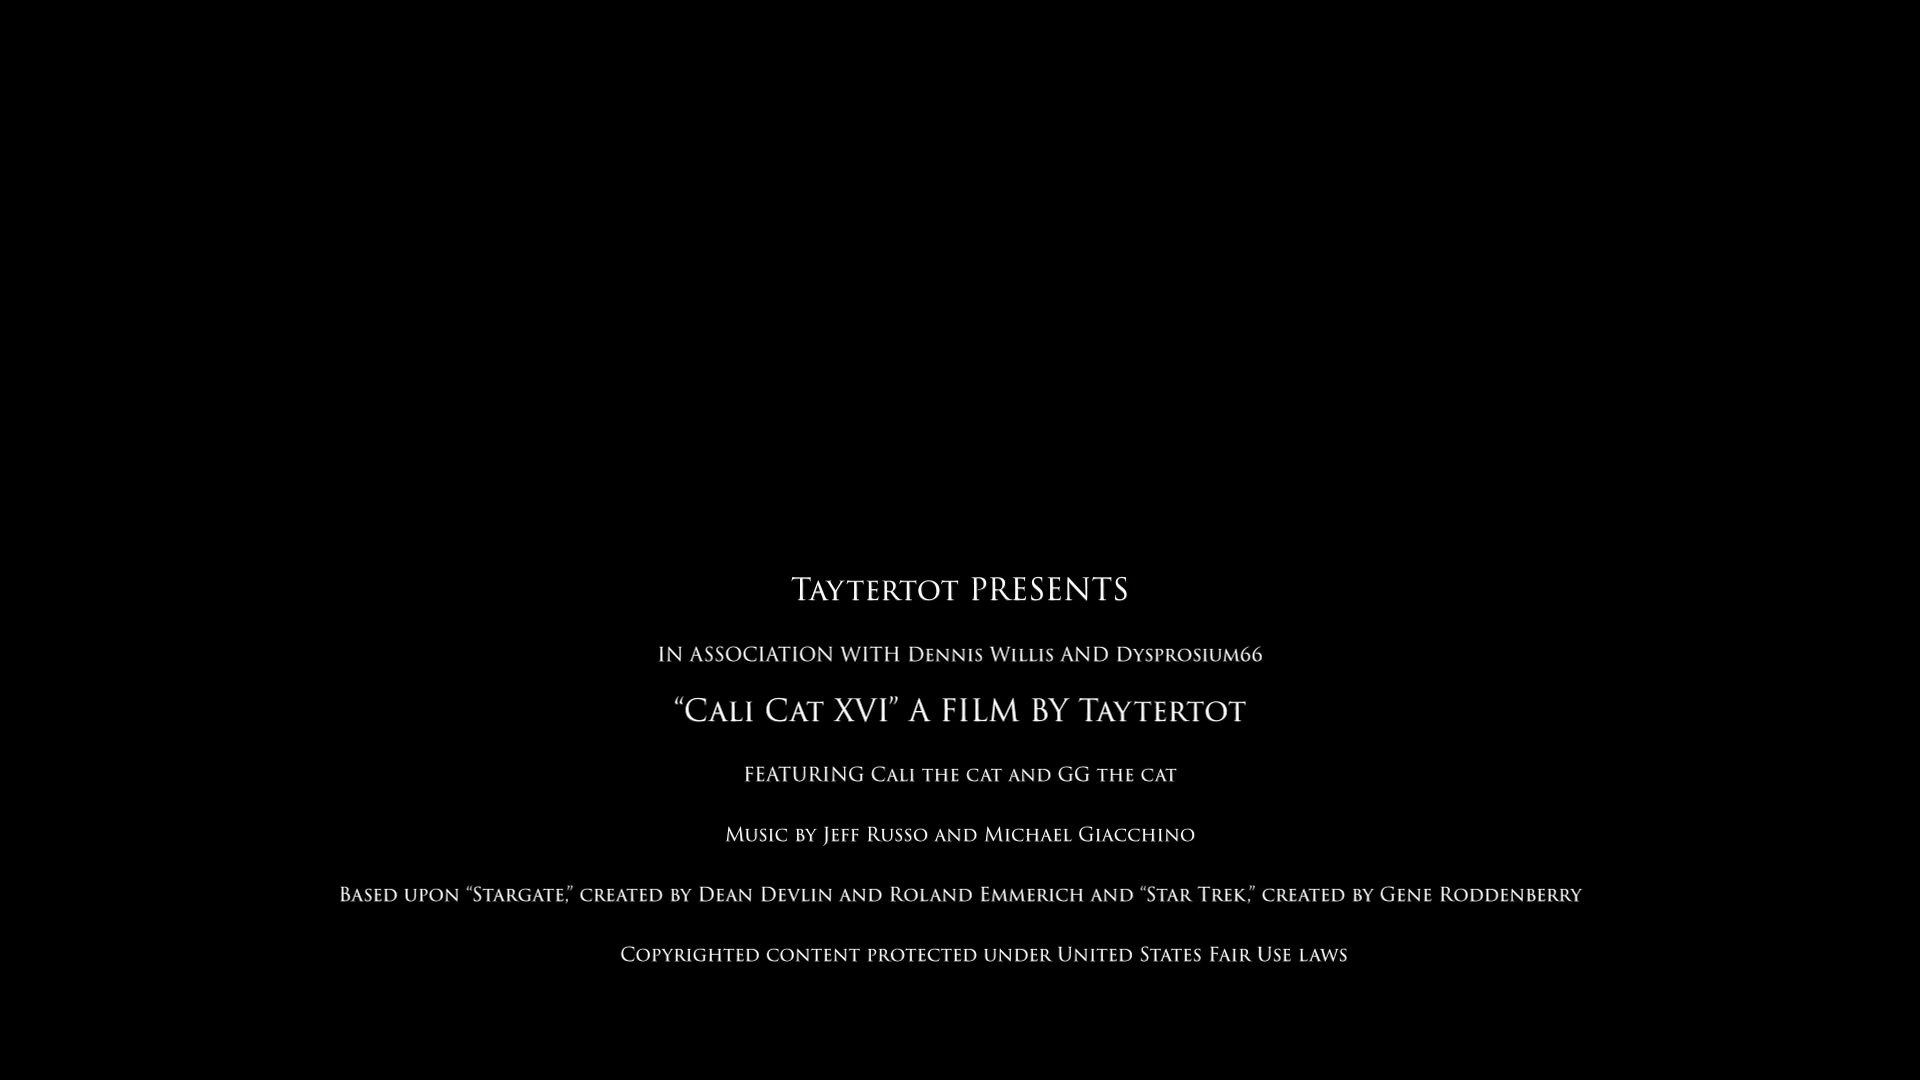 Taytertot PRESENTS
IN ASSOCIATION WITH Dennis Willis AND Dysprosium66
“Cali Cat XVI” A FILM BY Taytertot
FEATURING Cali the cat and GG the cat
Music by Jeff Russo and Michael Giacchino
Based upon “Stargate,” created by Dean Devlin and Roland Emmerich and “Star Trek,” created by Gene Roddenberry
Copyrighted content protected under United States Fair Use laws